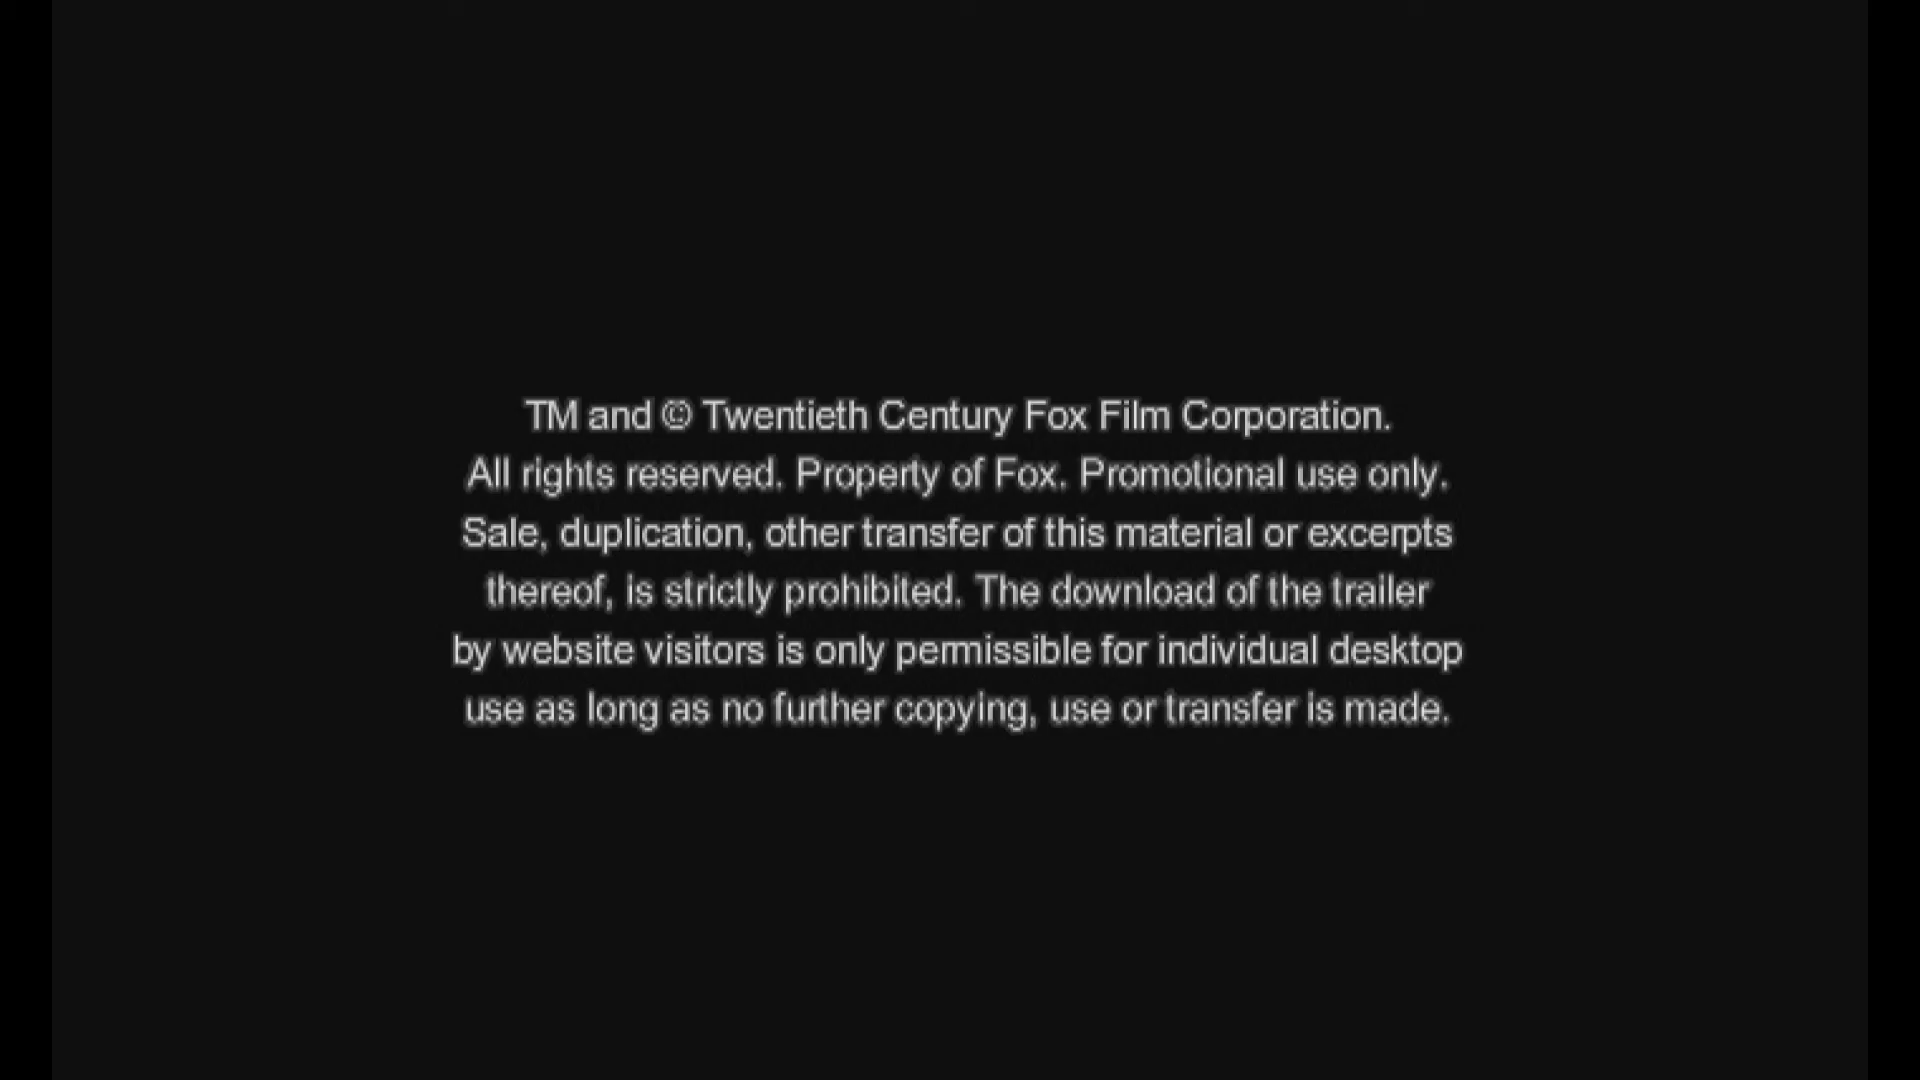 TM and © Twentieth Century Fox Film Corporation.
All rights reserved. Property of Fox. Promotional use only.
Sale, duplication, other transfer of this material or excerpts
thereof, is strictly prohibited. The download of the trailer
by website visitors is only permissible for individual desktop
use as long as no further copying, use or transfer is made.